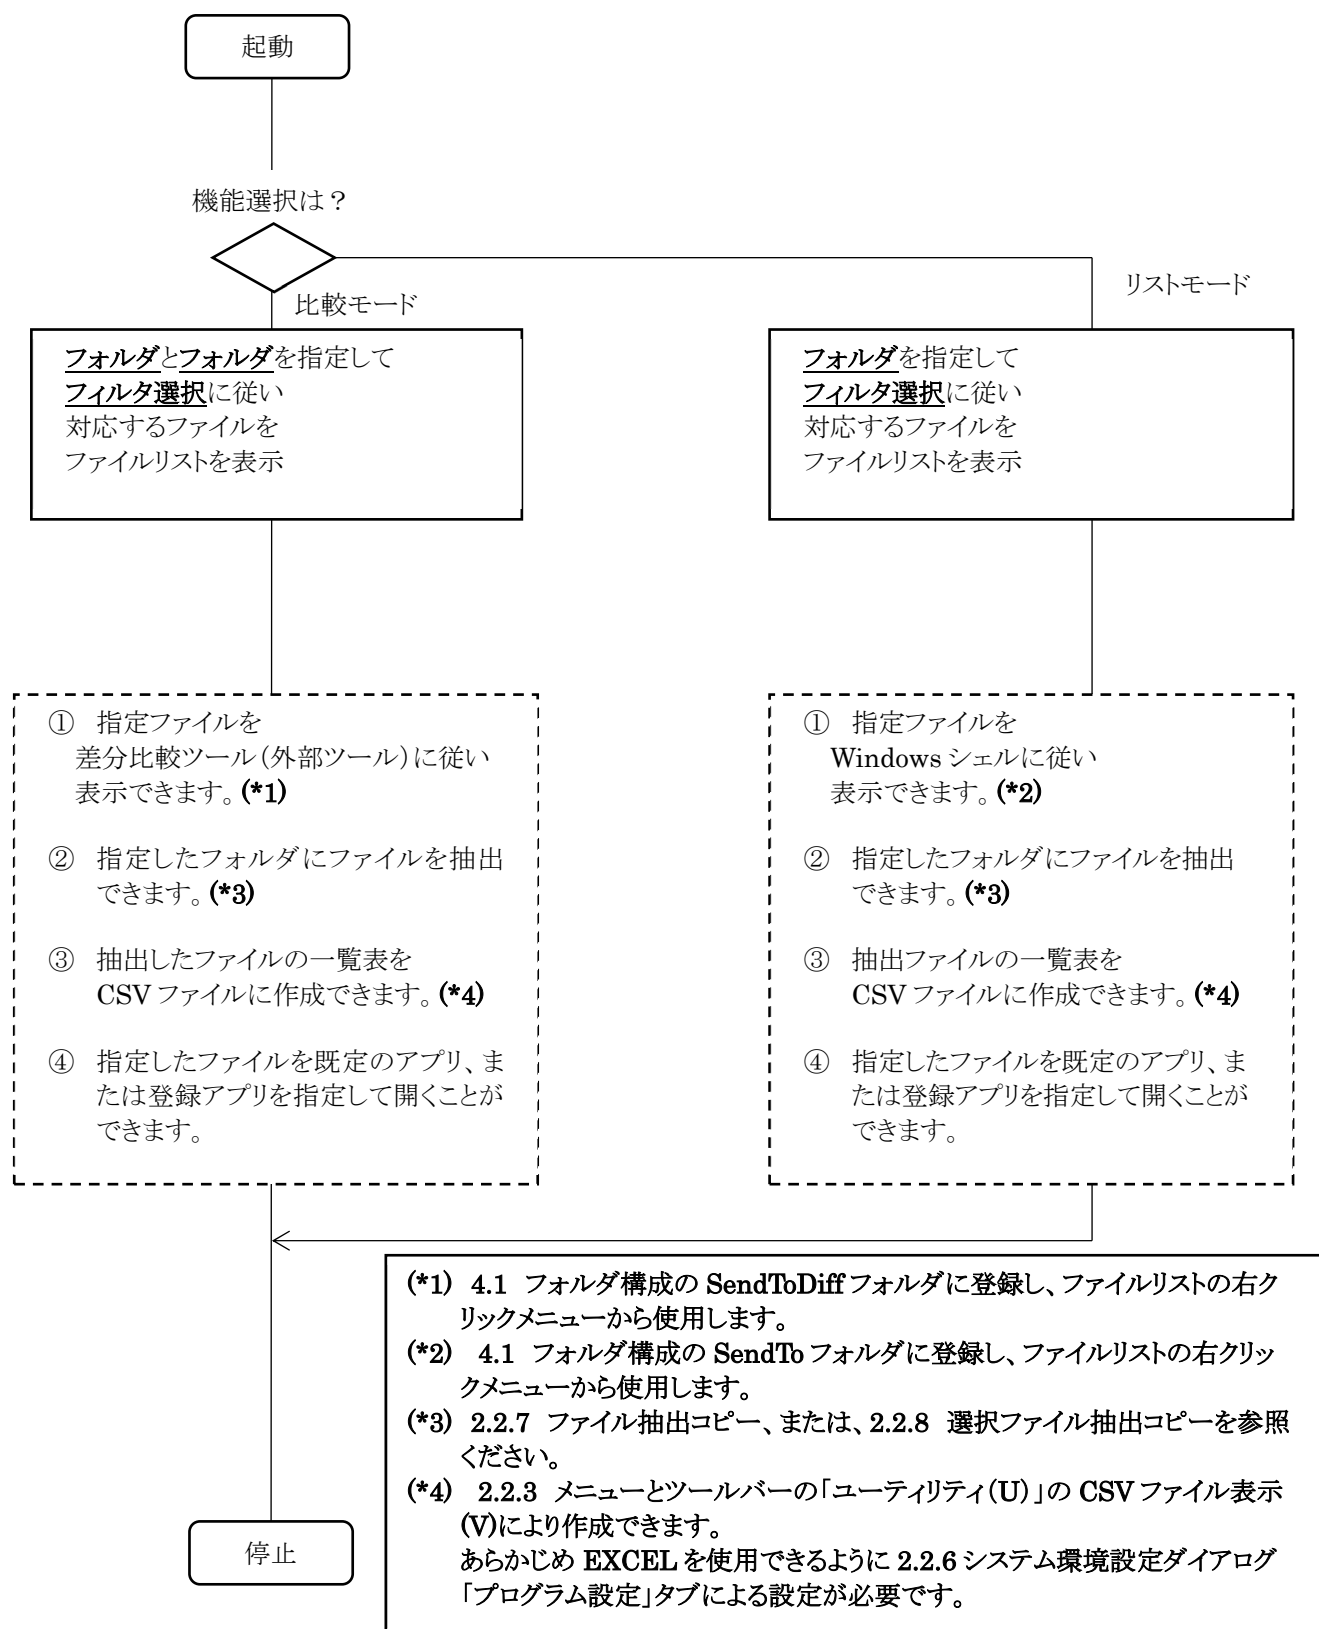 起動
機能選択は？
比較モード
リストモード
フォルダとフォルダを指定して
フィルタ選択に従い
対応するファイルを
ファイルリストを表示
フォルダを指定して
フィルタ選択に従い
対応するファイルを
ファイルリストを表示
① 指定ファイルを
差分比較ツール(外部ツール)に従い
表示できます。(*1)
② 指定したフォルダにファイルを抽出
できます。(*3)
③ 抽出したファイルの一覧表を
CSV ファイルに作成できます。(*4)
④ 指定したファイルを既定のアプリ、ま
たは登録アプリを指定して開くことが
できます。
① 指定ファイルを
Windows シェルに従い
表示できます。(*2)
② 指定したフォルダにファイルを抽出
できます。(*3)
③ 抽出ファイルの一覧表を
CSV ファイルに作成できます。(*4)
④ 指定したファイルを既定のアプリ、ま
たは登録アプリを指定して開くことが
できます。
(*1) 4.1 フォルダ構成の SendToDiff フォルダに登録し、ファイルリストの右ク
リックメニューから使用します。
(*2) 4.1 フォルダ構成の SendTo フォルダに登録し、ファイルリストの右クリッ
クメニューから使用します。
(*3) 2.2.7 ファイル抽出コピー、または、2.2.8 選択ファイル抽出コピーを参照
ください。
(*4) 2.2.3 メニューとツールバーの「ユーティリティ(U)」の CSV ファイル表示
(V)により作成できます。
あらかじめ EXCEL を使用できるように 2.2.6 システム環境設定ダイアログ
「プログラム設定」タブによる設定が必要です。
停止